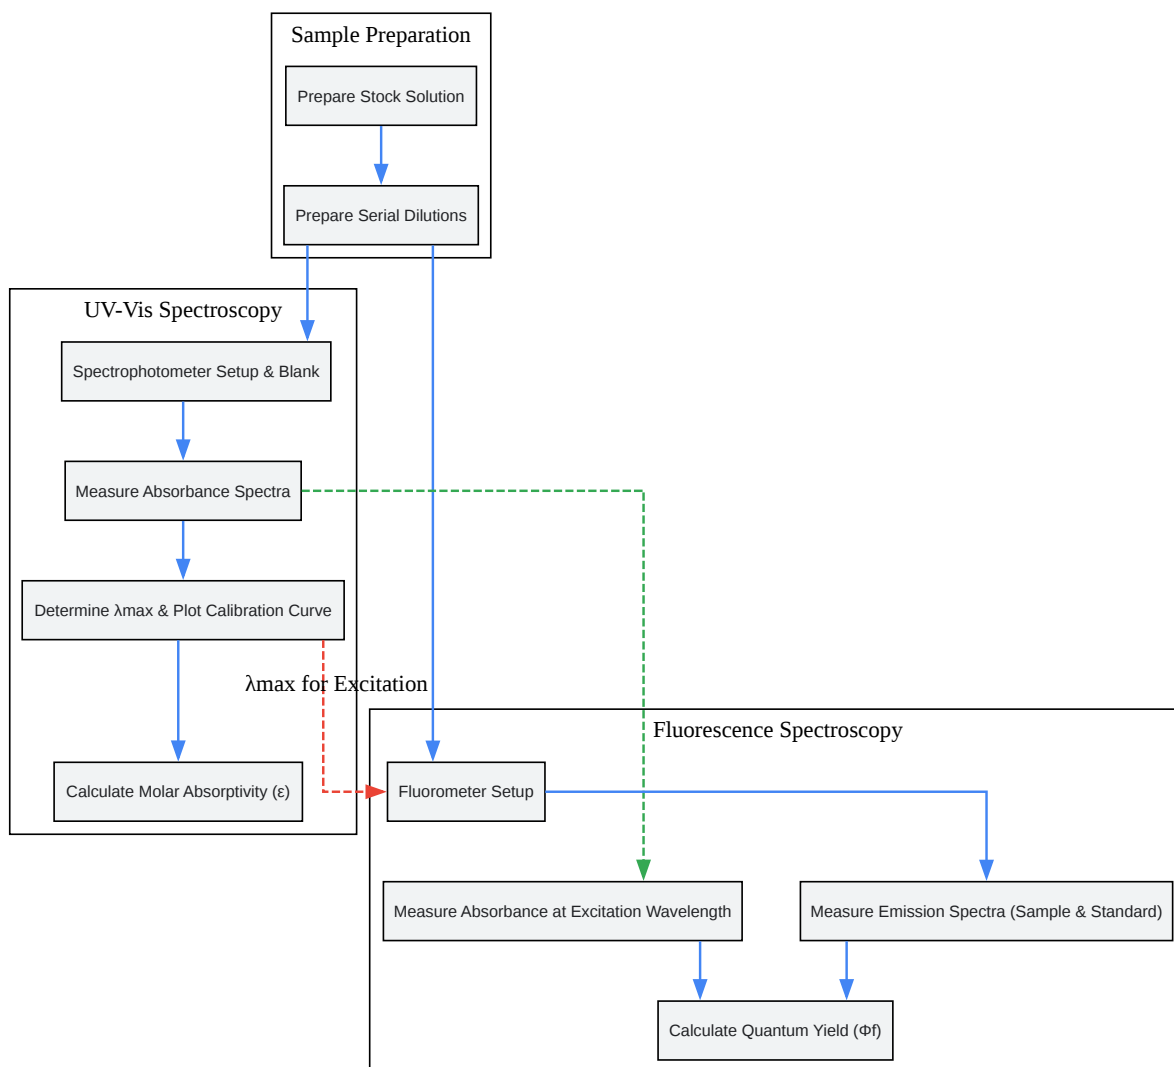 Sample Preparation
Prepare Stock Solution
Prepare Serial Dilutions
UV-Vis Spectroscopy
Spectrophotometer Setup & Blank
Measure Absorbance Spectra
Determine λmax & Plot Calibration Curve
λmax for Excitation
Calculate Molar Absorptivity (ε)
Fluorescence Spectroscopy
Fluorometer Setup
Measure Absorbance at Excitation Wavelength
Measure Emission Spectra (Sample & Standard)
Calculate Quantum Yield (Φf)